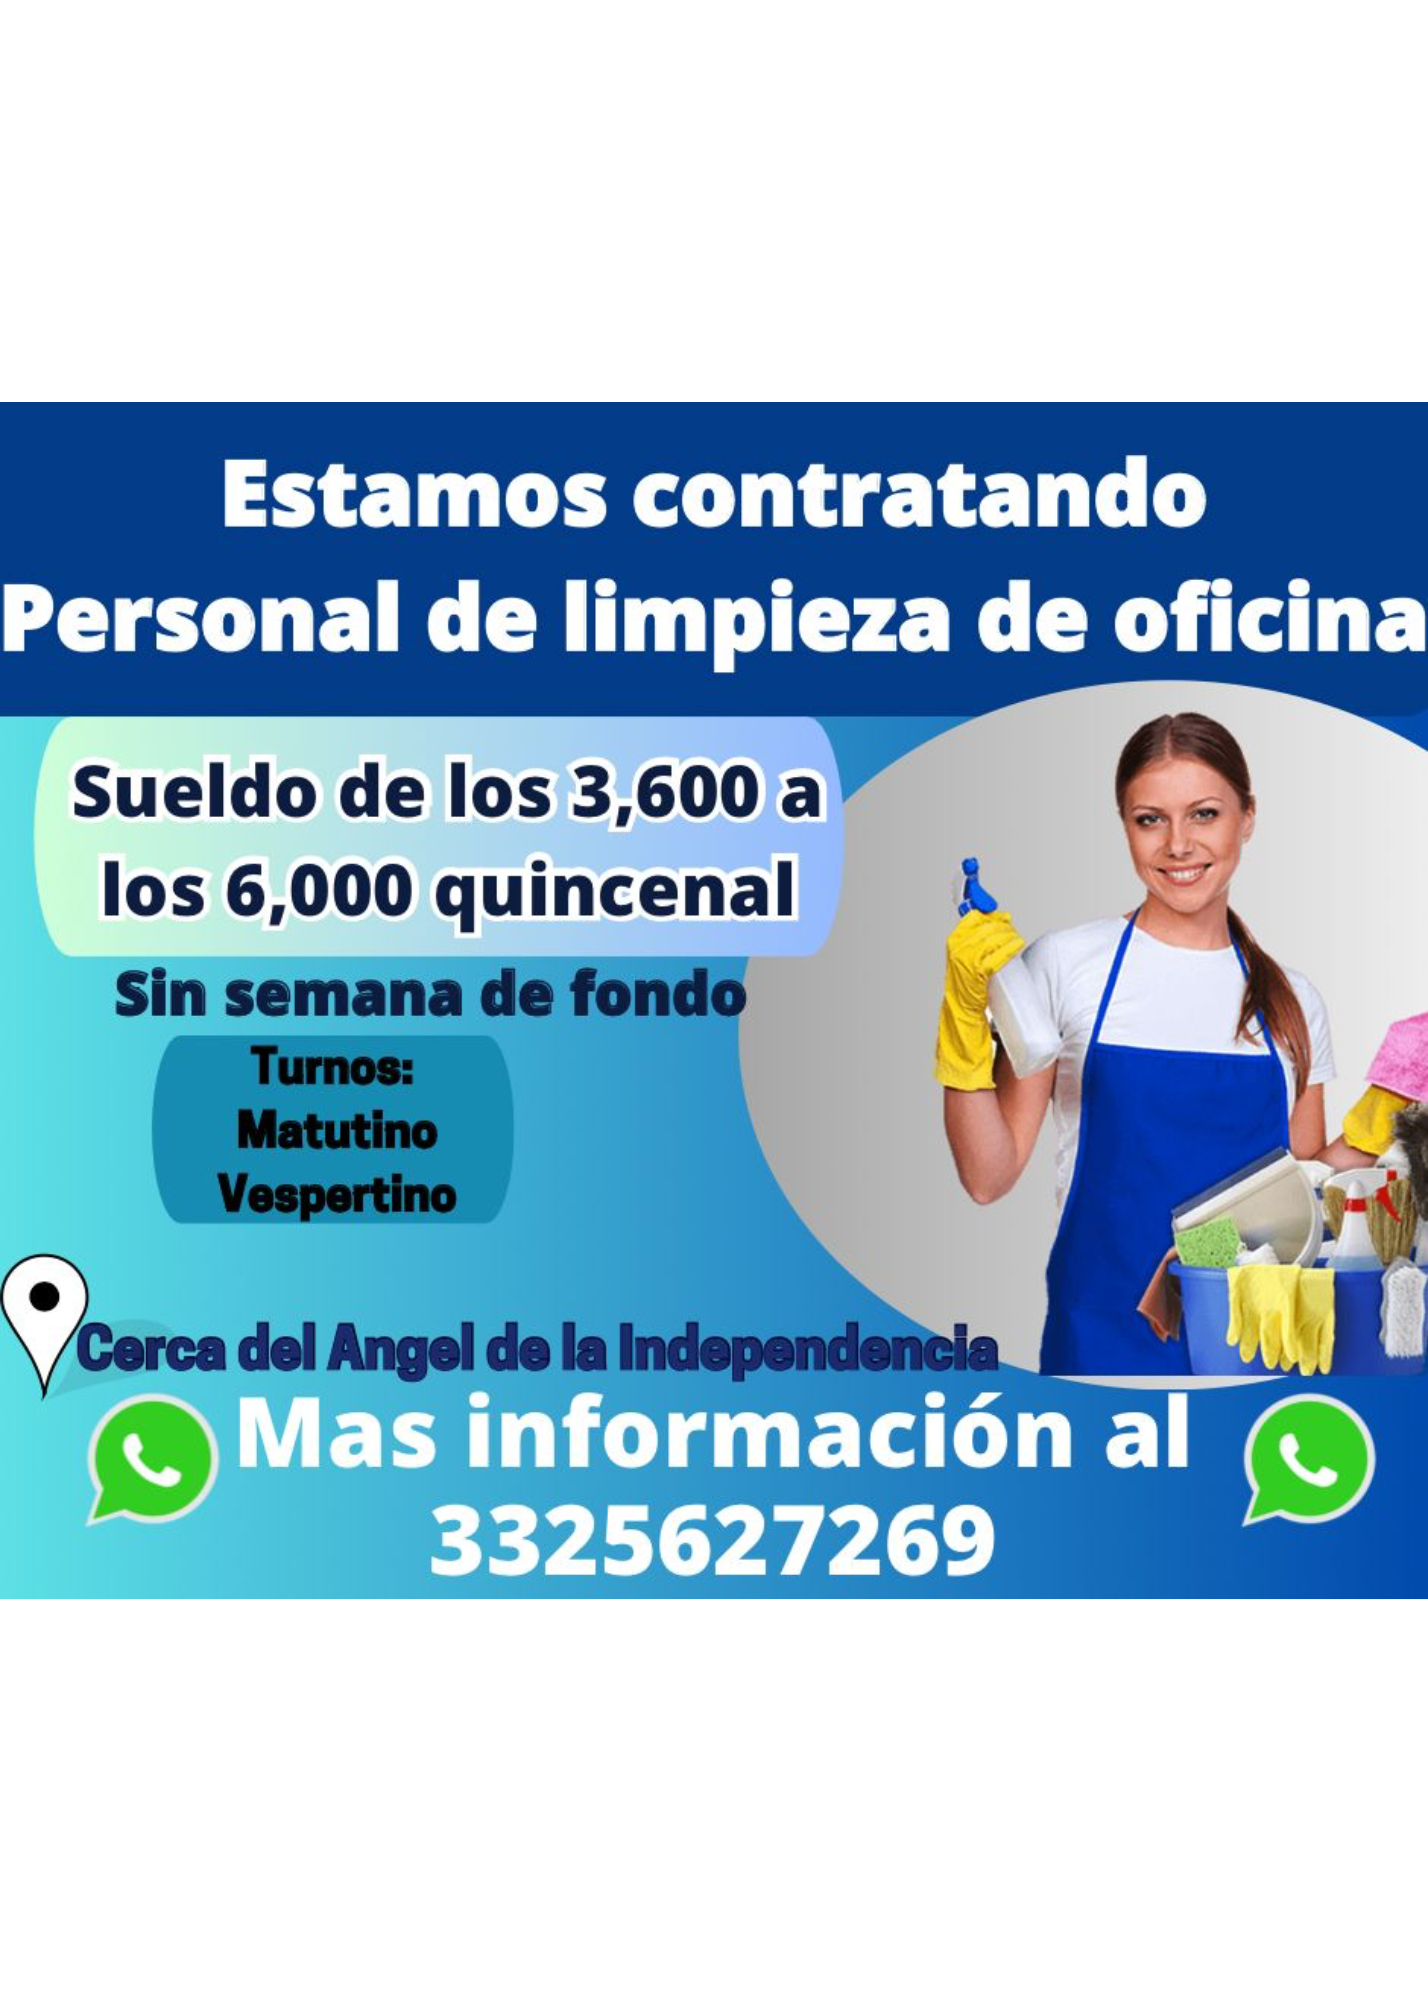 Estamos contratando
Personal de limpieza de oficina
Sueldo de los 3,600 a
los 6,000 quincenal
Sin semana de fondo
Turnos:
Matutino
Vespertino
Cerca del Angel de la Independencia
Mas información al
3325627269